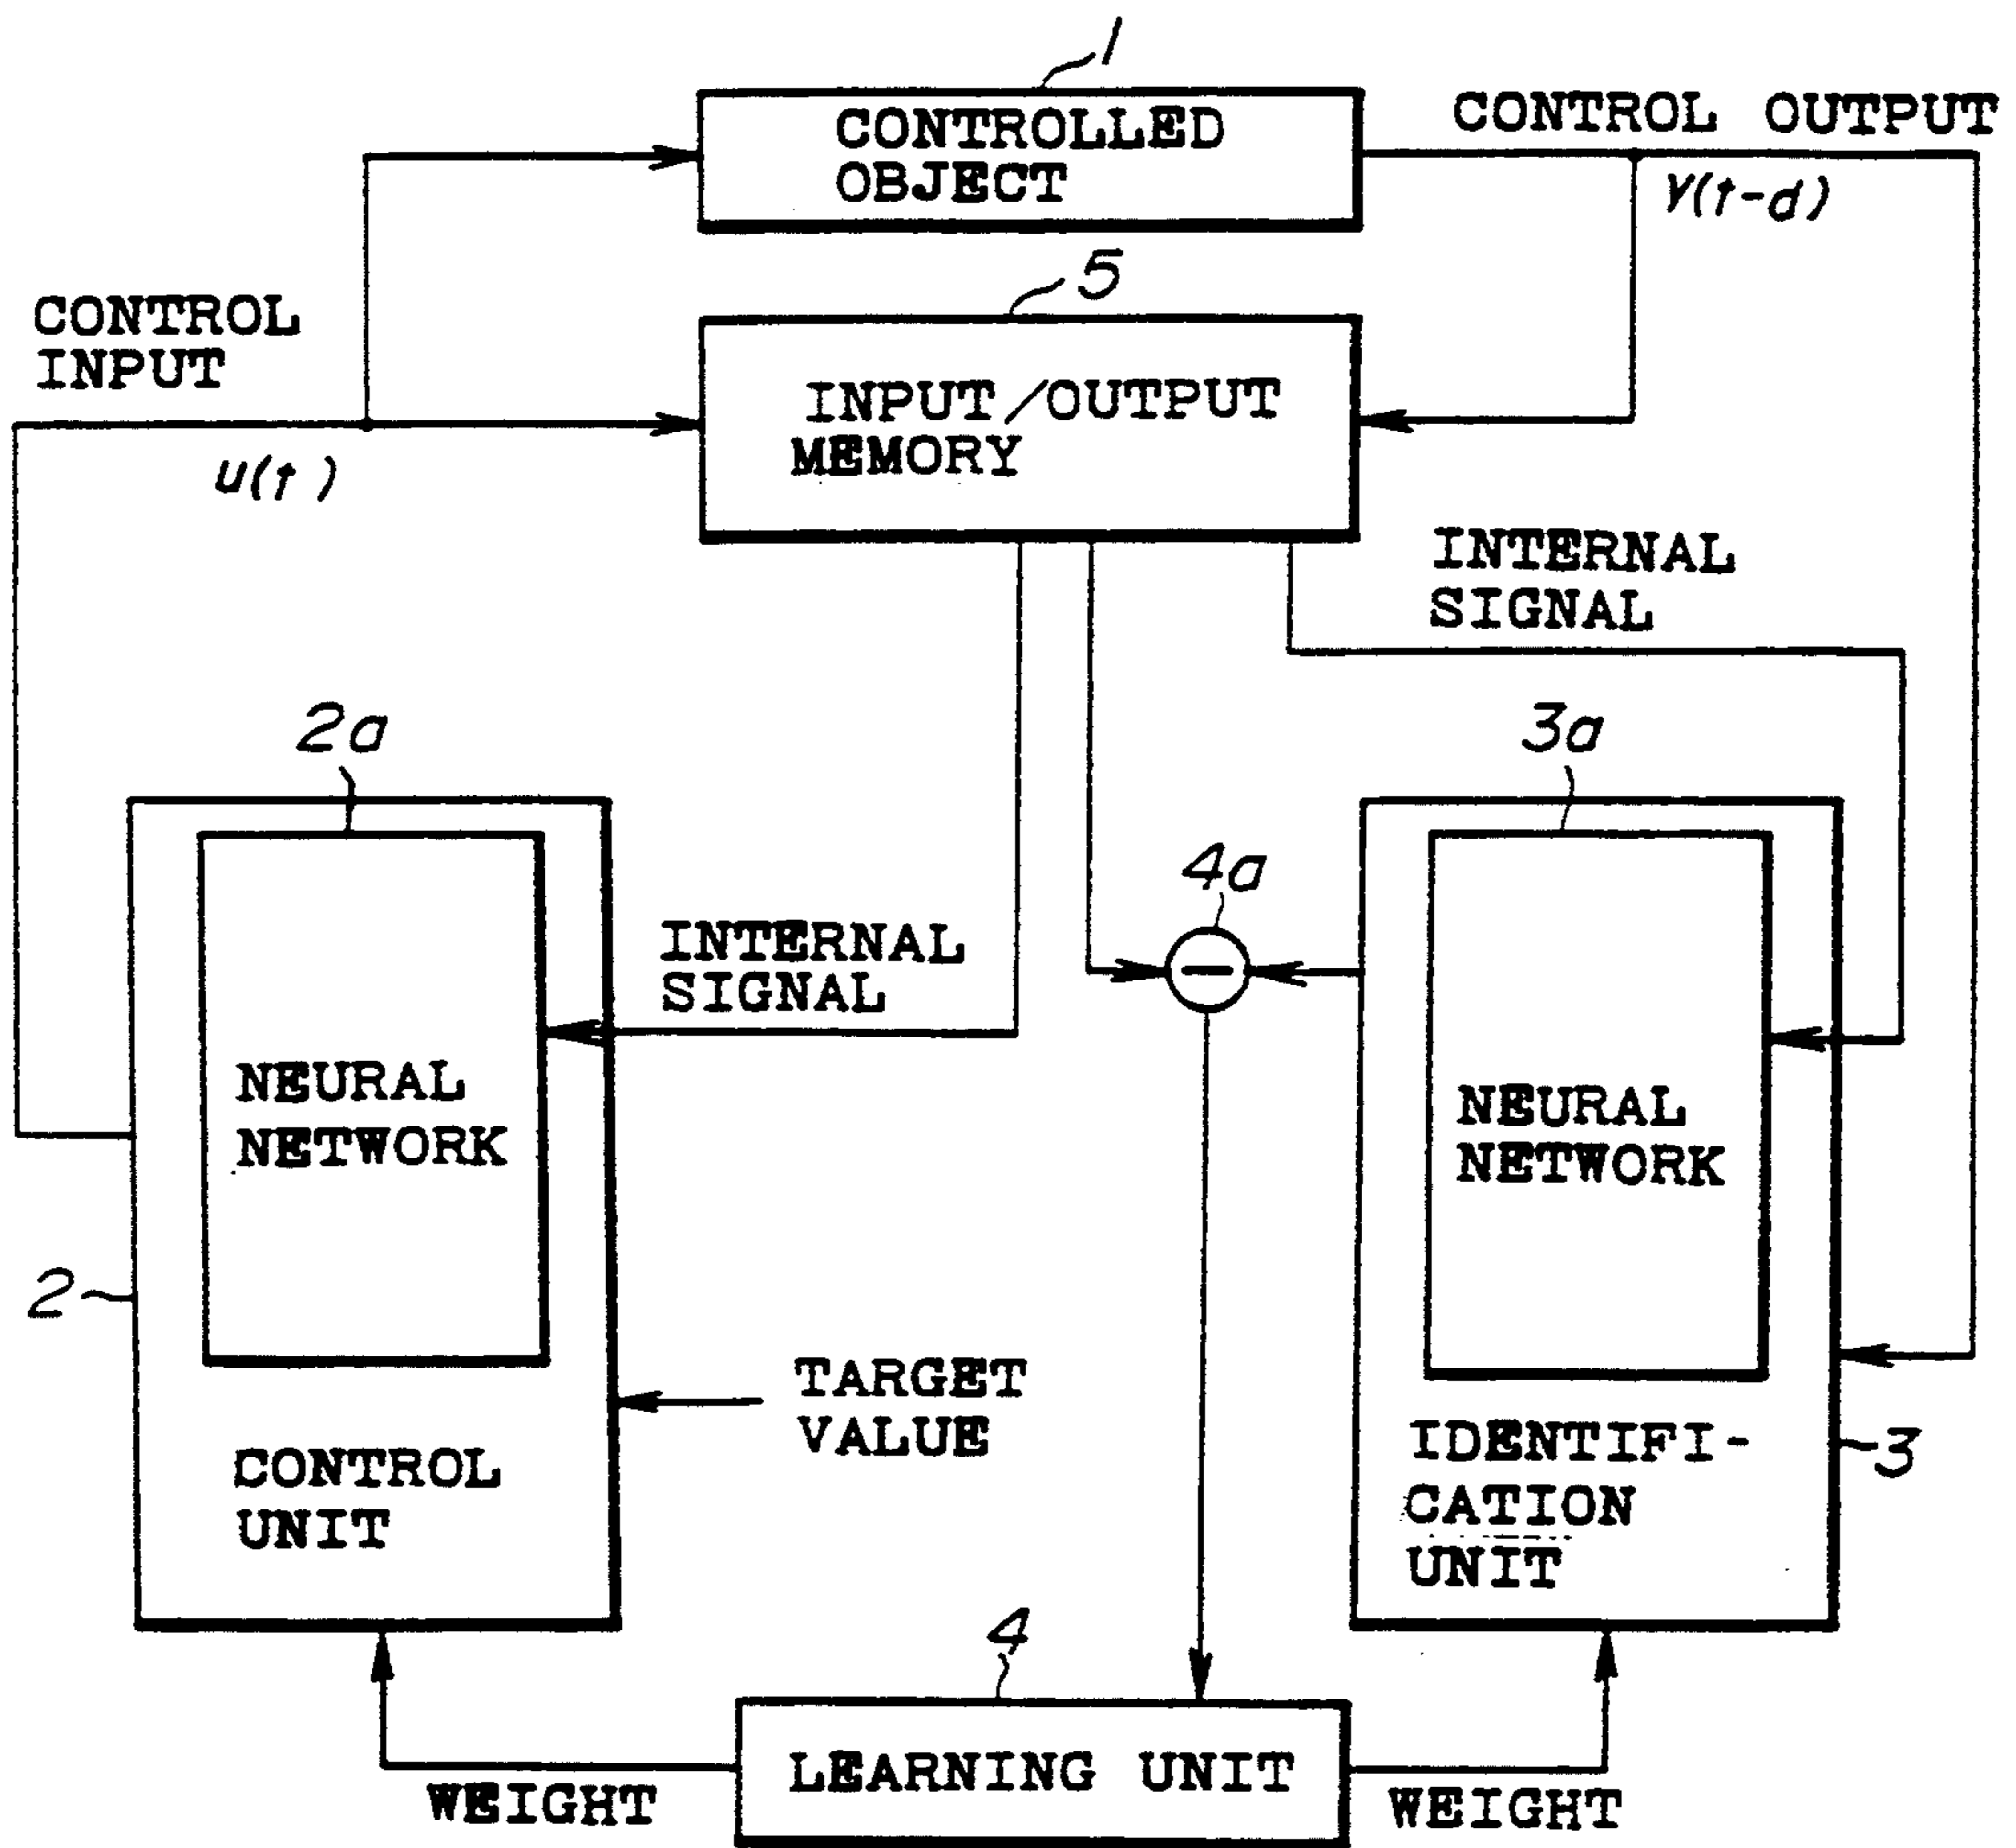 1
CONTROLLED
OBJECT
CONTROL OUTPUT
y(t-d)
5
CONTROL
INPUT
INPUT/OUTPUT
MEMORY
u(t)
INTERNAL
SIGNAL
2a
3a
4a
INTERNAL
SIGNAL
NEURAL
NETWORK
NEURAL
NETWORK
2
TARGET
VALUE
CONTROL
UNIT
IDENTIFI-
CATION
UNIT
3
4
LEARNING UNIT
WEIGHT
WEIGHT